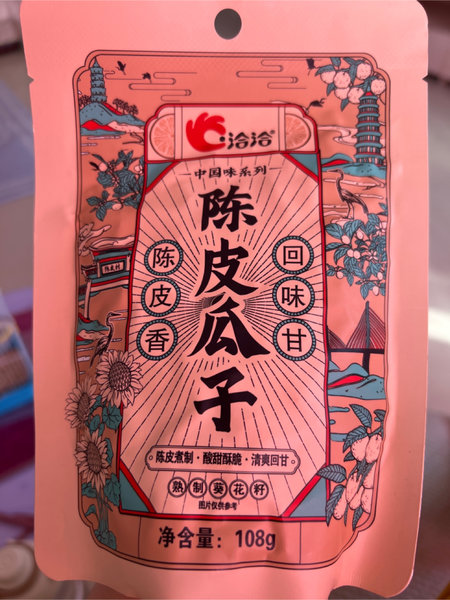 洽洽®
中国味系列
陈皮瓜子
陈皮香
回味甘
陈皮煮制·酸甜酥脆·清爽回甘
熟制葵花籽
图片仅供参考
净含量：108g